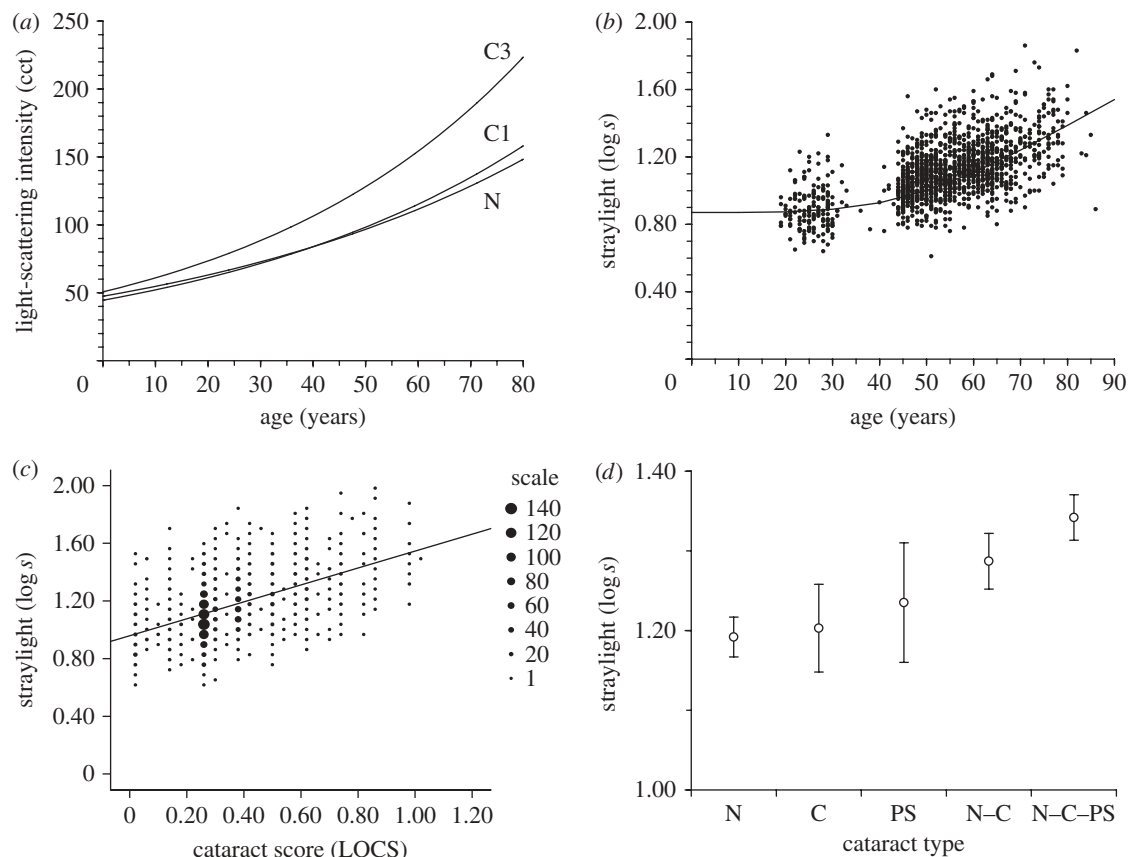 (a)
250
200
150
100
50
0
light-scattering intensity (cct)
C3
C1
N
10 20 30 40 50 60 70 80
age (years)
(b)
2.00
1.60
1.20
0.80
0.40
0
straylight (log s)
10 20 30 40 50 60 70 80 90
age (years)
(c)
2.00
1.60
1.20
0.80
0.40
0
straylight (log s)
scale
140
120
100
80
60
40
20
1
0 0.20 0.40 0.60 0.80 1.00 1.20
cataract score (LOCS)
(d)
1.40
1.20
1.00
straylight (log s)
N C PS N–C N–C–PS
cataract type